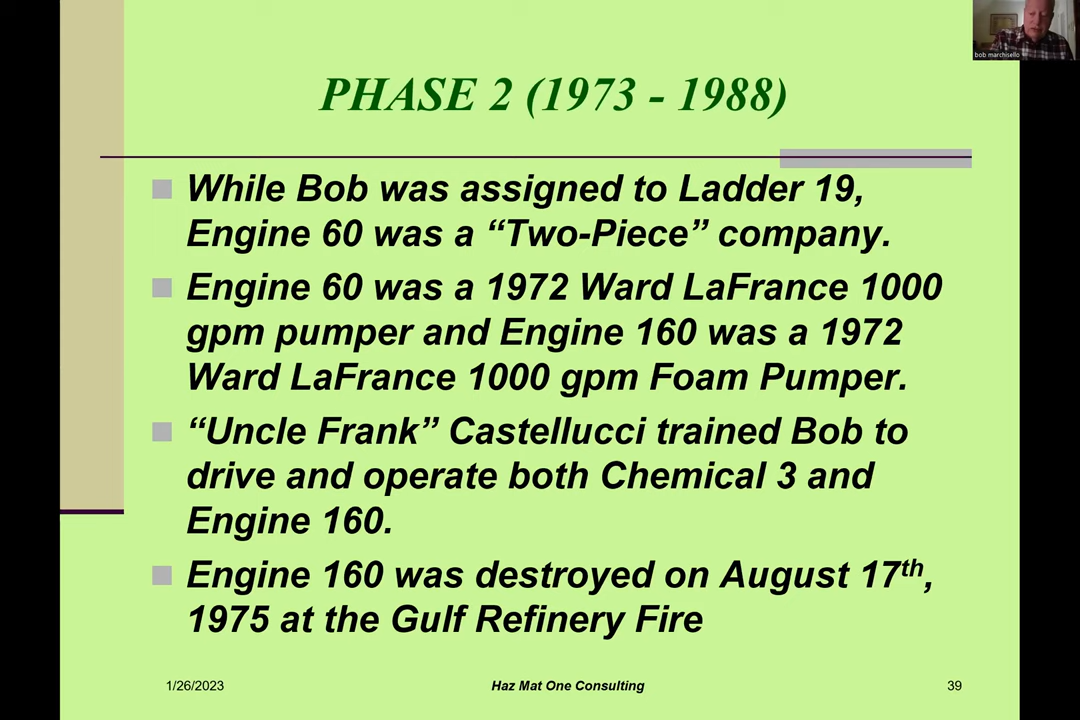 bob marchisello
PHASE 2 (1973 - 1988)
While Bob was assigned to Ladder 19,
Engine 60 was a “Two-Piece” company.
Engine 60 was a 1972 Ward LaFrance 1000
gpm pumper and Engine 160 was a 1972
Ward LaFrance 1000 gpm Foam Pumper.
“Uncle Frank” Castellucci trained Bob to
drive and operate both Chemical 3 and
Engine 160.
Engine 160 was destroyed on August 17th,
1975 at the Gulf Refinery Fire
1/26/2023 Haz Mat One Consulting 39